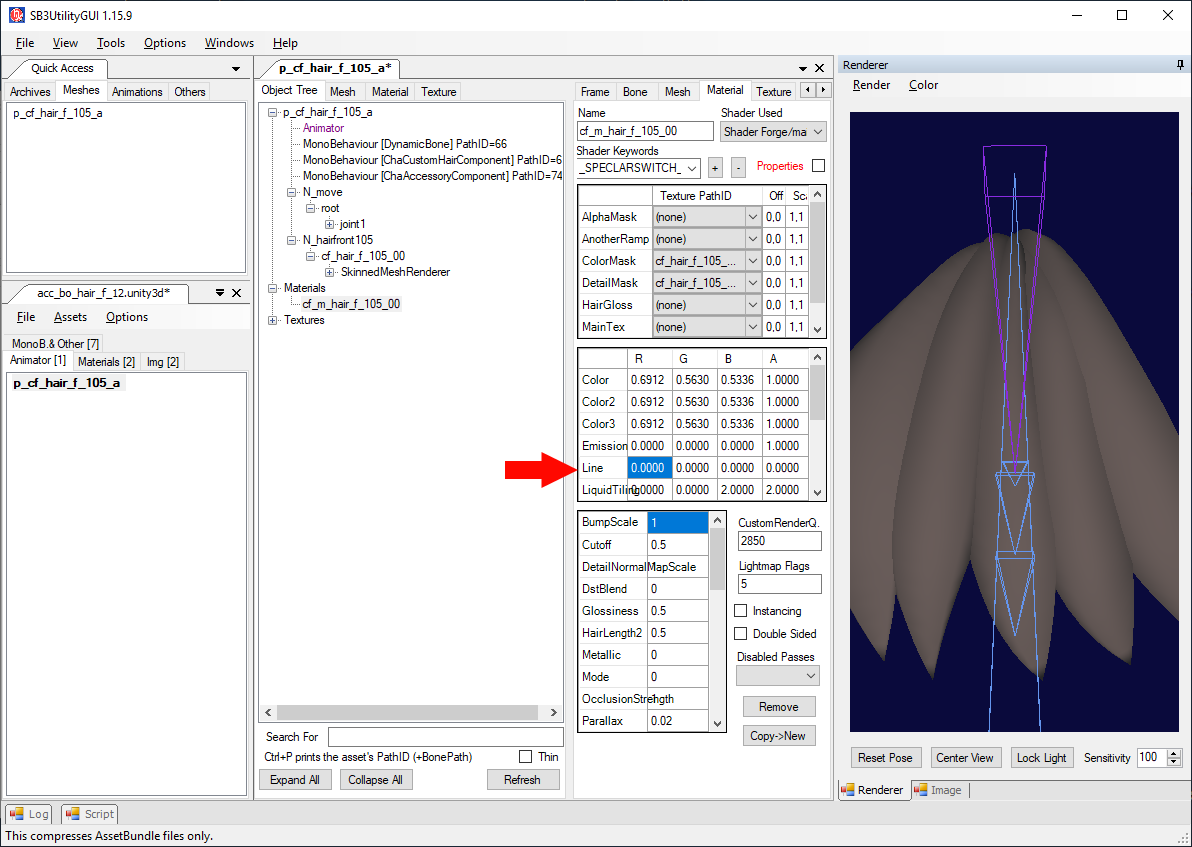 SB3UtilityGUI 1.15.9
File View Tools Options Windows Help
Quick Access
Archives Meshes Animations Others
p_cf_hair_f_105_a
acc_bo_hair_f_12.unity3d*
File Assets Options
MonoB.& Other [7]
Animator [1] Materials [2] Img [2]
p_cf_hair_f_105_a
p_cf_hair_f_105_a*
Object Tree Mesh Material Texture
p_cf_hair_f_105_a
Animator
MonoBehaviour [DynamicBone] PathID=66
MonoBehaviour [ChaCustomHairComponent] PathID=6
MonoBehaviour [ChaAccessoryComponent] PathID=74
N_move
root
joint1
N_hairfront105
cf_hair_f_105_00
SkinnedMeshRenderer
Materials
cf_m_hair_f_105_00
Textures
Search For
Ctrl+P prints the asset's PathID (+BonePath) Thin
Expand All Collapse All Refresh
Frame Bone Mesh Material Texture
Name Shader Used
cf_m_hair_f_105_00 Shader Forge/ma
Shader Keywords
_SPECLARSWITCH_ + - Properties
Texture PathID Off Sca
AlphaMask (none) 0,0 1,1
AnotherRamp (none) 0,0 1,1
ColorMask cf_hair_f_105_... 0,0 1,1
DetailMask cf_hair_f_105_... 0,0 1,1
HairGloss (none) 0,0 1,1
MainTex (none) 0,0 1,1
R G B A
Color 0.6912 0.5630 0.5336 1.0000
Color2 0.6912 0.5630 0.5336 1.0000
Color3 0.6912 0.5630 0.5336 1.0000
Emission 0.0000 0.0000 0.0000 1.0000
Line 0.0000 0.0000 0.0000 0.0000
LiquidTiling 0.0000 0.0000 2.0000 2.0000
BumpScale 1
Cutoff 0.5
DetailNormalMapScale
DstBlend 0
Glossiness 0.5
HairLength2 0.5
Metallic 0
Mode 0
OcclusionStrength
Parallax 0.02
CustomRenderQ.
2850
Lightmap Flags
5
Instancing
Double Sided
Disabled Passes
Remove
Copy->New
Renderer
Render Color
Reset Pose Center View Lock Light Sensitivity 100
Renderer Image
Log Script
This compresses AssetBundle files only.